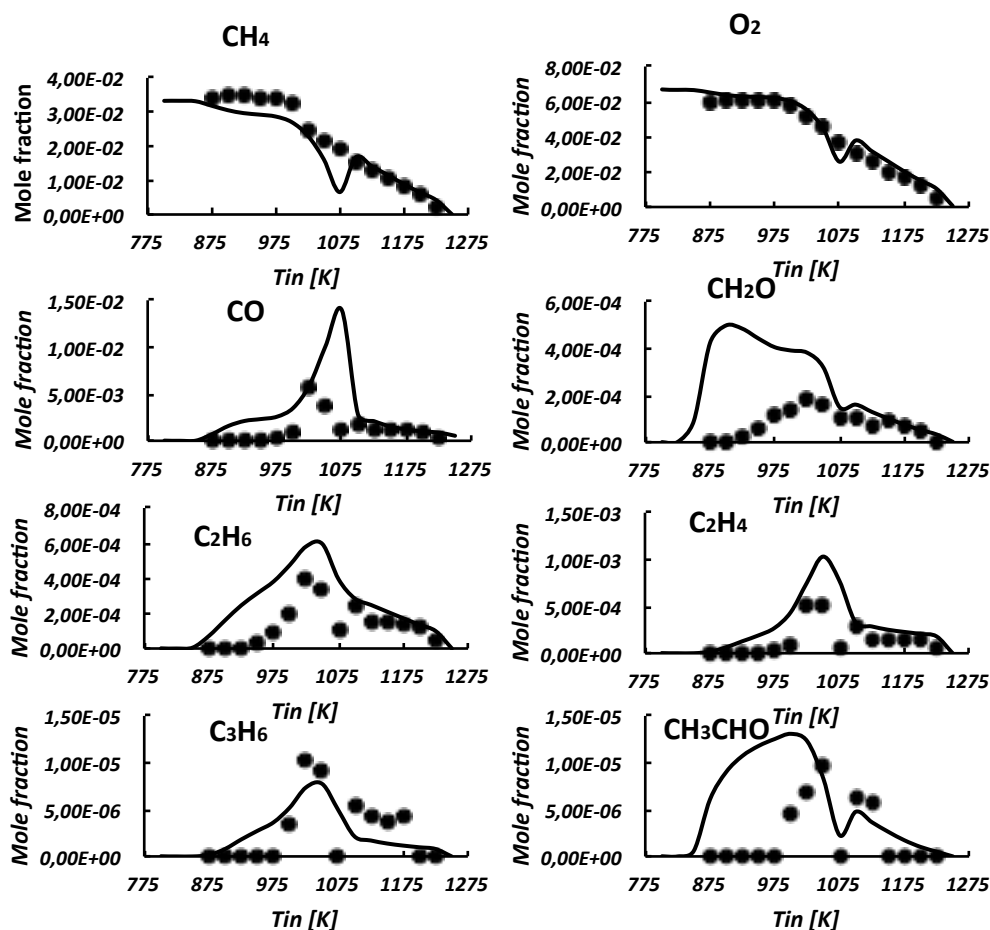 CH4
O2
4,00E-02
3,00E-02
2,00E-02
1,00E-02
0,00E+00
Mole fraction
775 875 975 1075 1175 1275
Tin [K]
8,00E-02
6,00E-02
4,00E-02
2,00E-02
0,00E+00
Mole fraction
775 875 975 1075 1175 1275
Tin [K]
CO
1,50E-02
1,00E-02
5,00E-03
0,00E+00
Mole fraction
775 875 975 1075 1175 1275
Tin [K]
CH2O
6,00E-04
4,00E-04
2,00E-04
0,00E+00
Mole fraction
775 875 975 1075 1175 1275
Tin [K]
C2H6
8,00E-04
6,00E-04
4,00E-04
2,00E-04
0,00E+00
Mole fraction
775 875 975 1075 1175 1275
Tin [K]
C2H4
1,50E-03
1,00E-03
5,00E-04
0,00E+00
Mole fraction
775 875 975 1075 1175 1275
Tin [K]
C3H6
1,50E-05
1,00E-05
5,00E-06
0,00E+00
Mole fraction
775 875 975 1075 1175 1275
Tin [K]
CH3CHO
1,50E-05
1,00E-05
5,00E-06
0,00E+00
Mole fraction
775 875 975 1075 1175 1275
Tin [K]